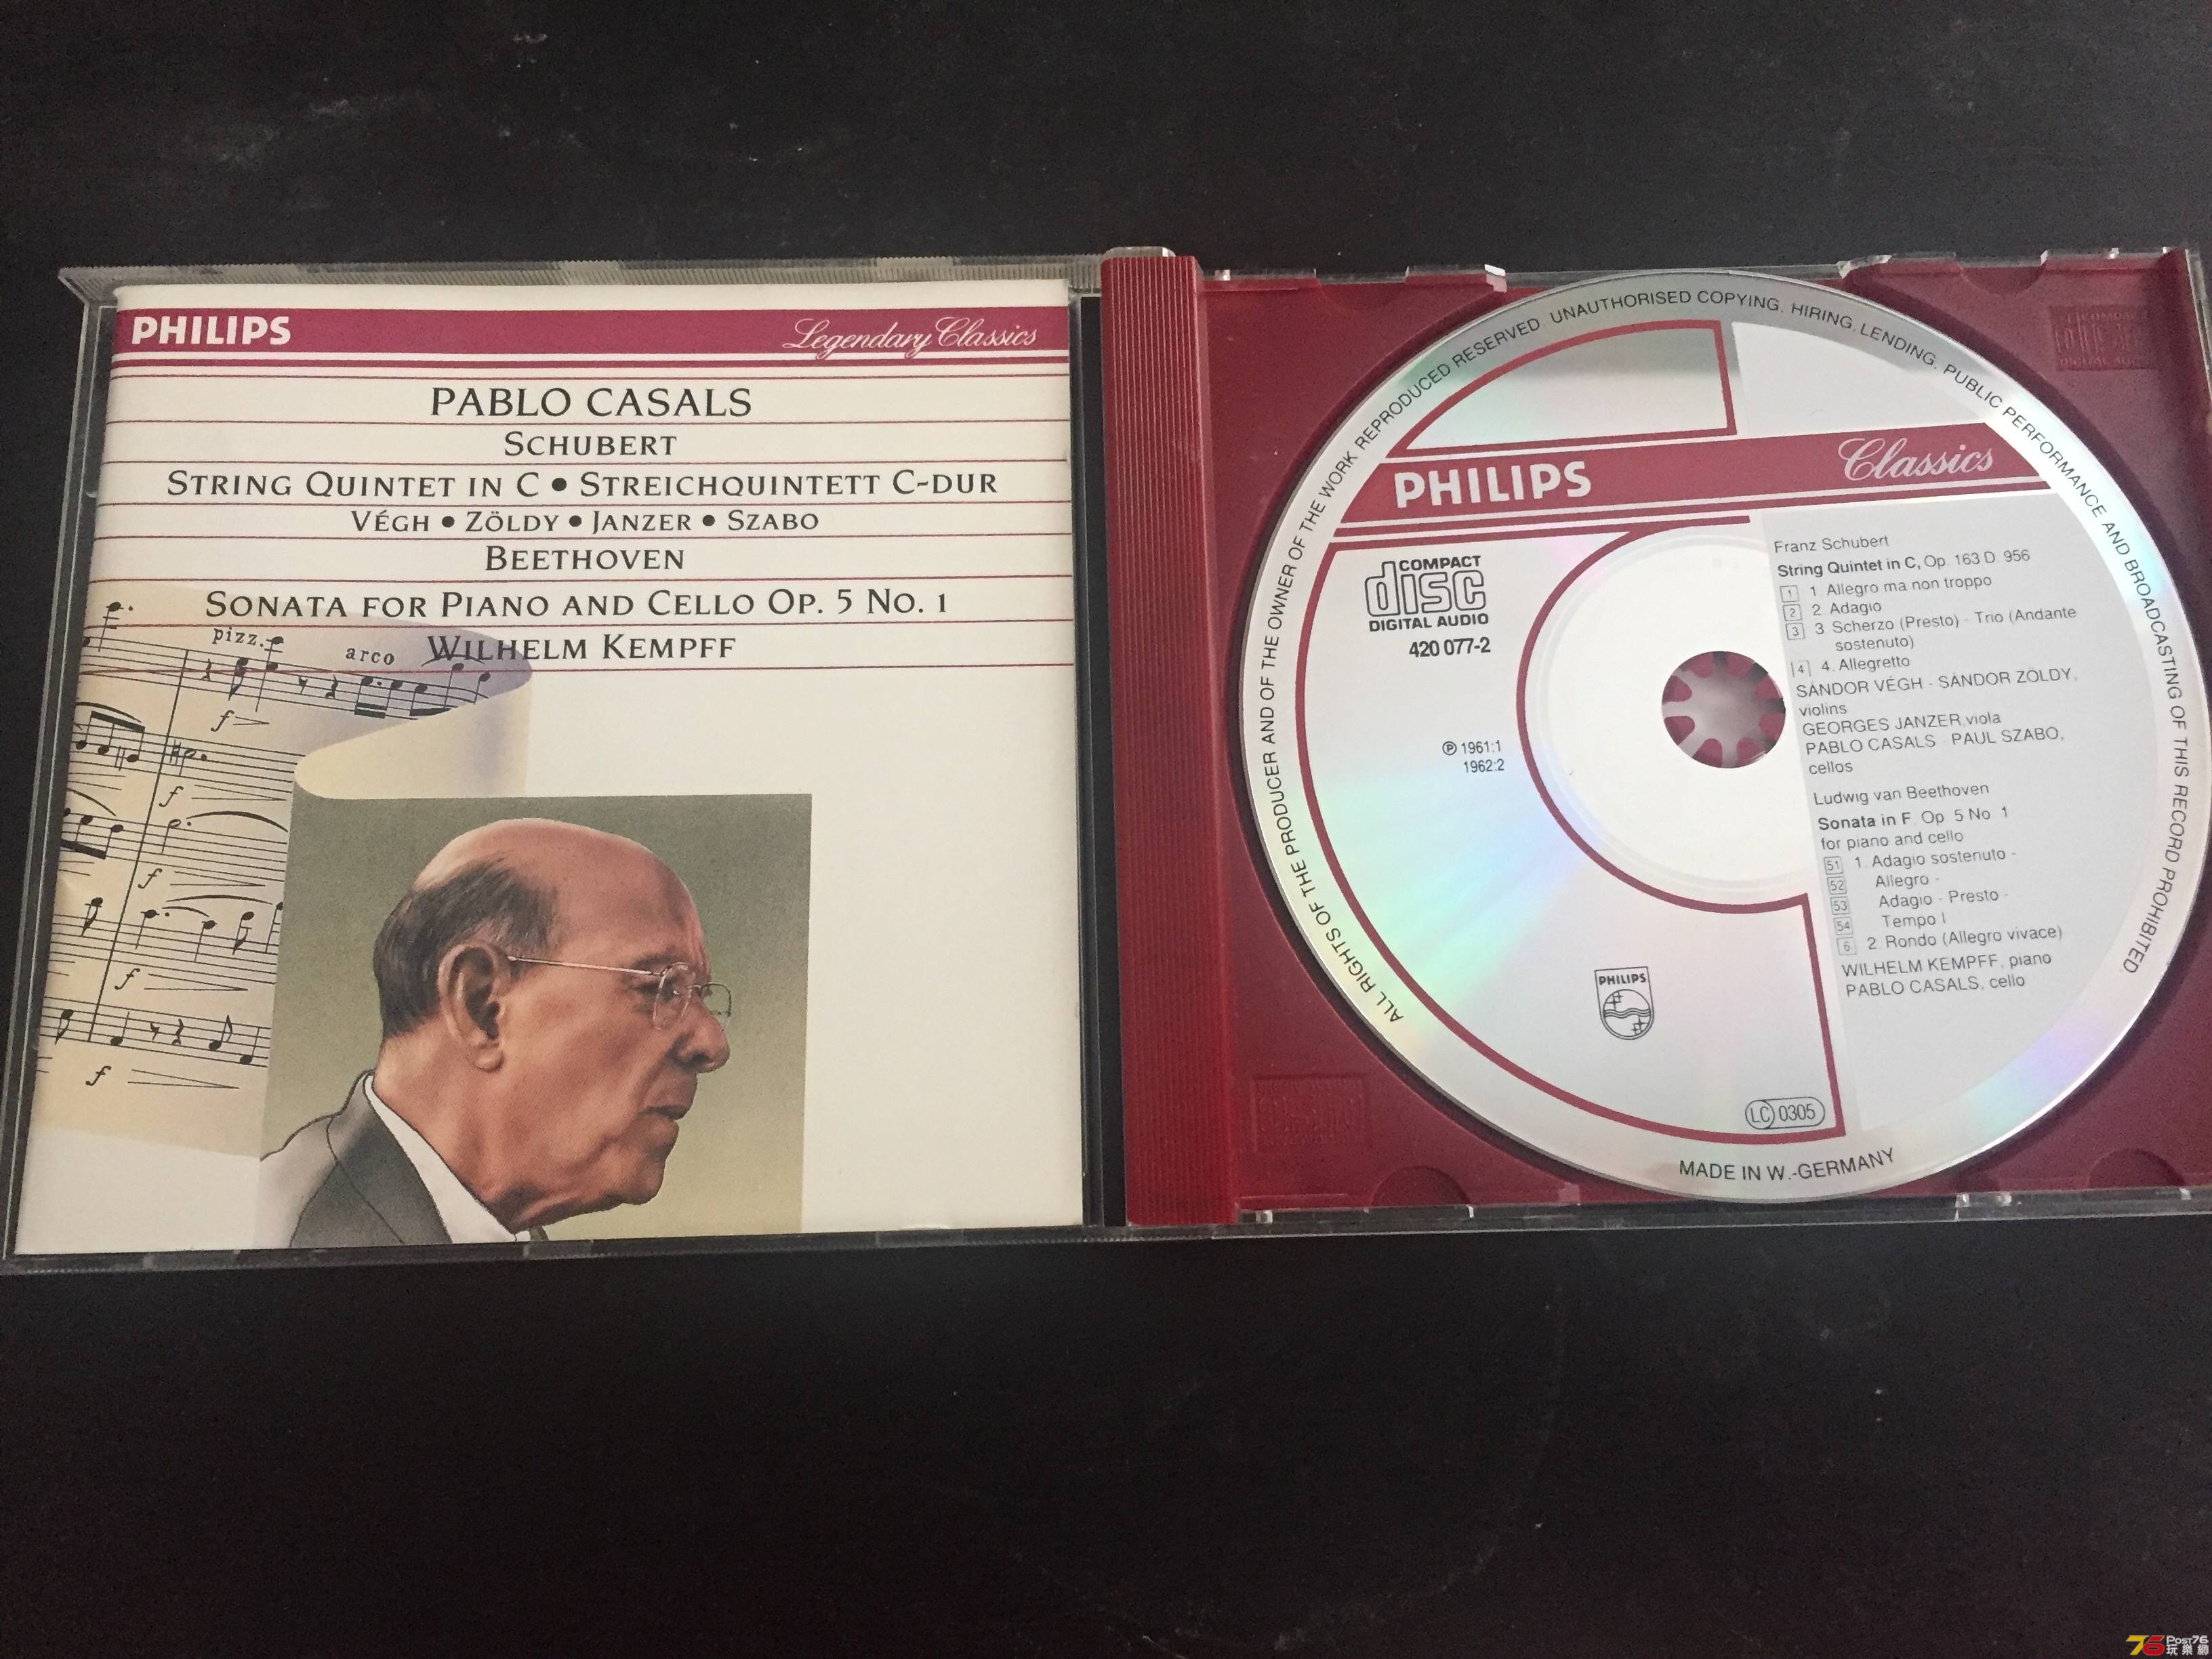 PHILIPS
Legendary Classics
PABLO CASALS
SCHUBERT
STRING QUINTET IN C • STREICHQUINTETT C-DUR
VÉGH • ZÖLDY • JANZER • SZABO
BEETHOVEN
SONATA FOR PIANO AND CELLO OP. 5 NO. 1
WILHELM KEMPFF
pizz.
arco
f
f
f
f
f
f
ALL RIGHTS OF THE PRODUCER AND OF THE OWNER OF THE WORK REPRODUCED RESERVED. UNAUTHORISED COPYING, HIRING, LENDING, PUBLIC PERFORMANCE AND BROADCASTING OF THIS RECORD PROHIBITED
PHILIPS
Classics
COMPACT
disc
DIGITAL AUDIO
420 077-2
℗ 1961:1
1962:2
Franz Schubert
String Quintet in C, Op. 163 D. 956
1 1. Allegro ma non troppo
2 2. Adagio
3 3 Scherzo (Presto) - Trio (Andante
sostenuto)
4 4. Allegretto
SÁNDOR VÉGH - SÁNDOR ZÖLDY,
violins
GEORGES JANZER, viola
PABLO CASALS - PAUL SZABO,
cellos
Ludwig van Beethoven
Sonata in F, Op. 5 No. 1
for piano and cello
51 1. Adagio sostenuto -
52 Allegro -
53 Adagio - Presto -
54 Tempo I
6 2. Rondo (Allegro vivace)
WILHELM KEMPFF, piano
PABLO CASALS, cello
PHILIPS
LC 0305
MADE IN W.-GERMANY
76 Post76
玩樂網